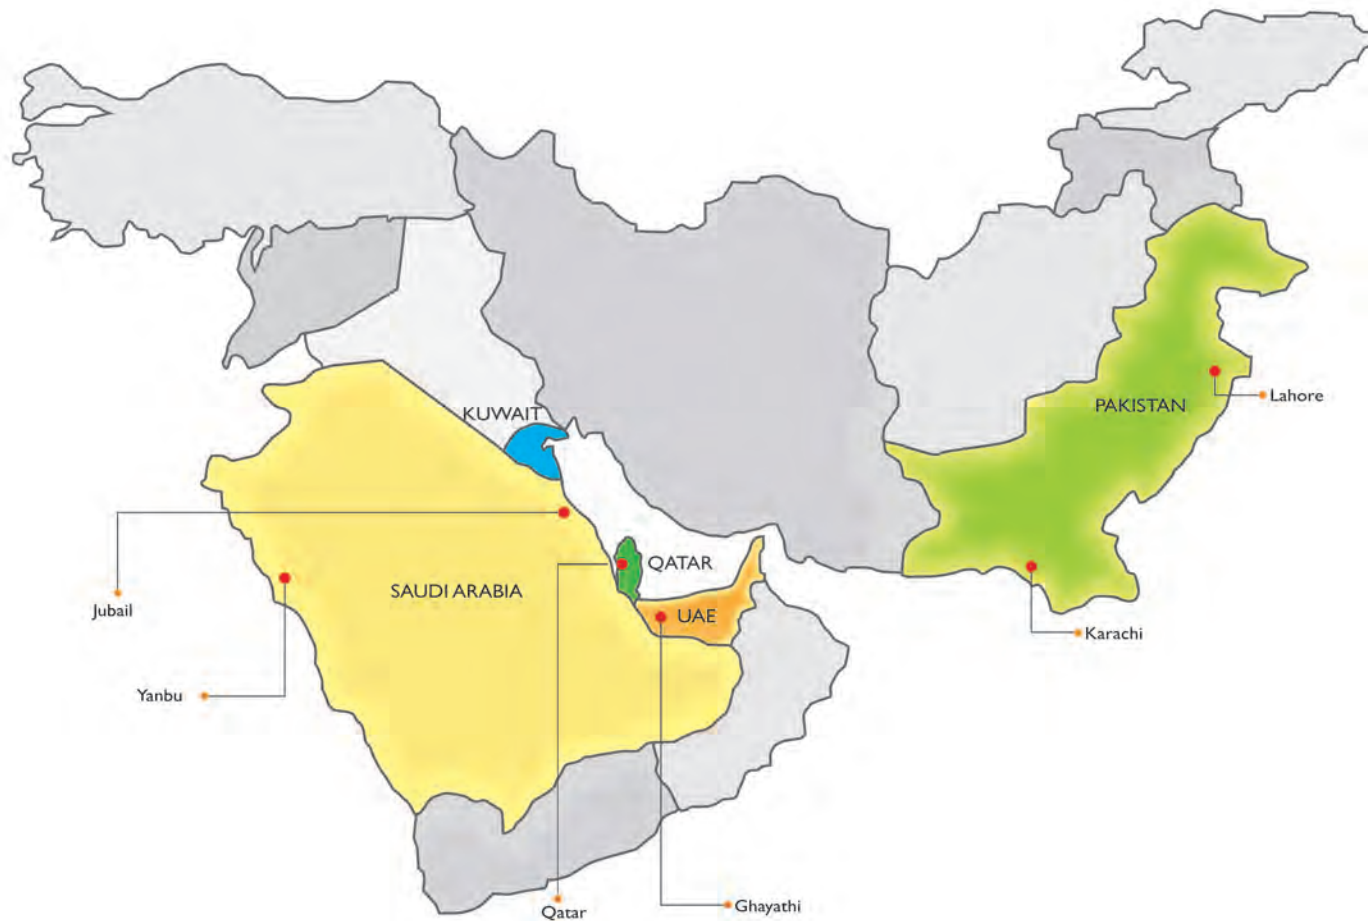 KUWAIT
PAKISTAN
Lahore
QATAR
SAUDI ARABIA
UAE
Jubail
Karachi
Yanbu
Qatar
Ghayathi